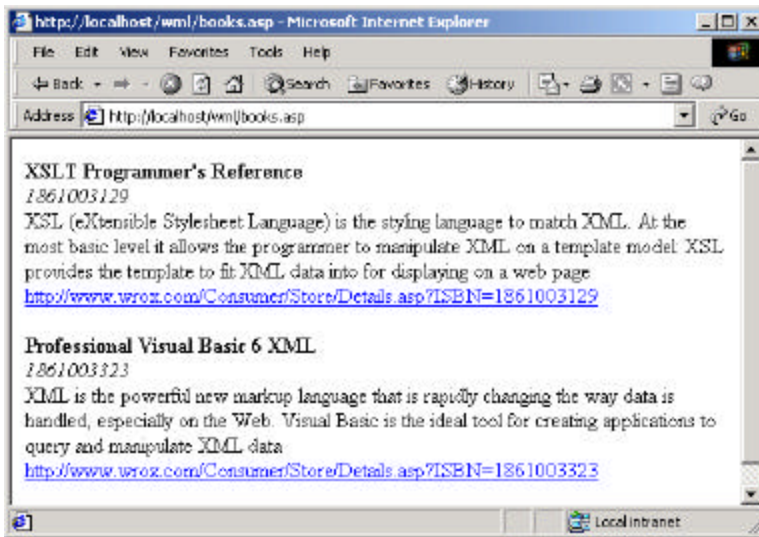 http://localhost/wml/books.asp - Microsoft Internet Explorer
File Edit View Favorites Tools Help
Back Search Favorites History
Address http://localhost/wml/books.asp Go
XSLT Programmer's Reference
1861003129
XSL (eXtensible Stylesheet Language) is the styling language to match XML. At the
most basic level it allows the programmer to manipulate XML on a template model: XSL
provides the template to fit XML data into for displaying on a web page
http://www.wrox.com/Consumer/Store/Details.asp?ISBN=1861003129
Professional Visual Basic 6 XML
1861003323
XML is the powerful new markup language that is rapidly changing the way data is
handled, especially on the Web. Visual Basic is the ideal tool for creating applications to
query and manipulate XML data
http://www.wrox.com/Consumer/Store/Details.asp?ISBN=1861003323
Local intranet